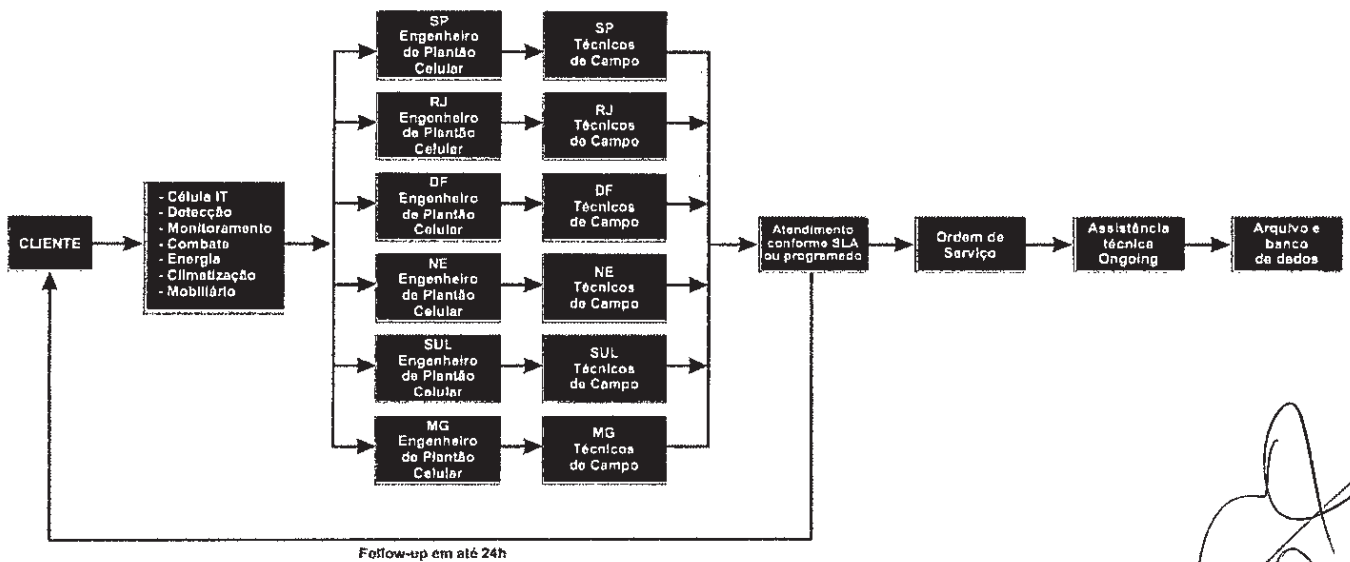 CLIENTE
- Célula IT
- Detecção
- Monitoramento
- Combate
- Energia
- Climatização
- Mobiliário
SP
Engenheiro
de Plantão
Celular
SP
Técnicos
de Campo
RJ
Engenheiro
de Plantão
Celular
RJ
Técnicos
de Campo
DF
Engenheiro
de Plantão
Celular
DF
Técnicos
de Campo
NE
Engenheiro
de Plantão
Celular
NE
Técnicos
de Campo
SUL
Engenheiro
de Plantão
Celular
SUL
Técnicos
de Campo
MG
Engenheiro
de Plantão
Celular
MG
Técnicos
de Campo
Atendimento
conforme SLA
ou programado
Ordem de
Serviço
Assistência
técnica
Ongoing
Arquivo e
banco
de dados
Follow-up em até 24h